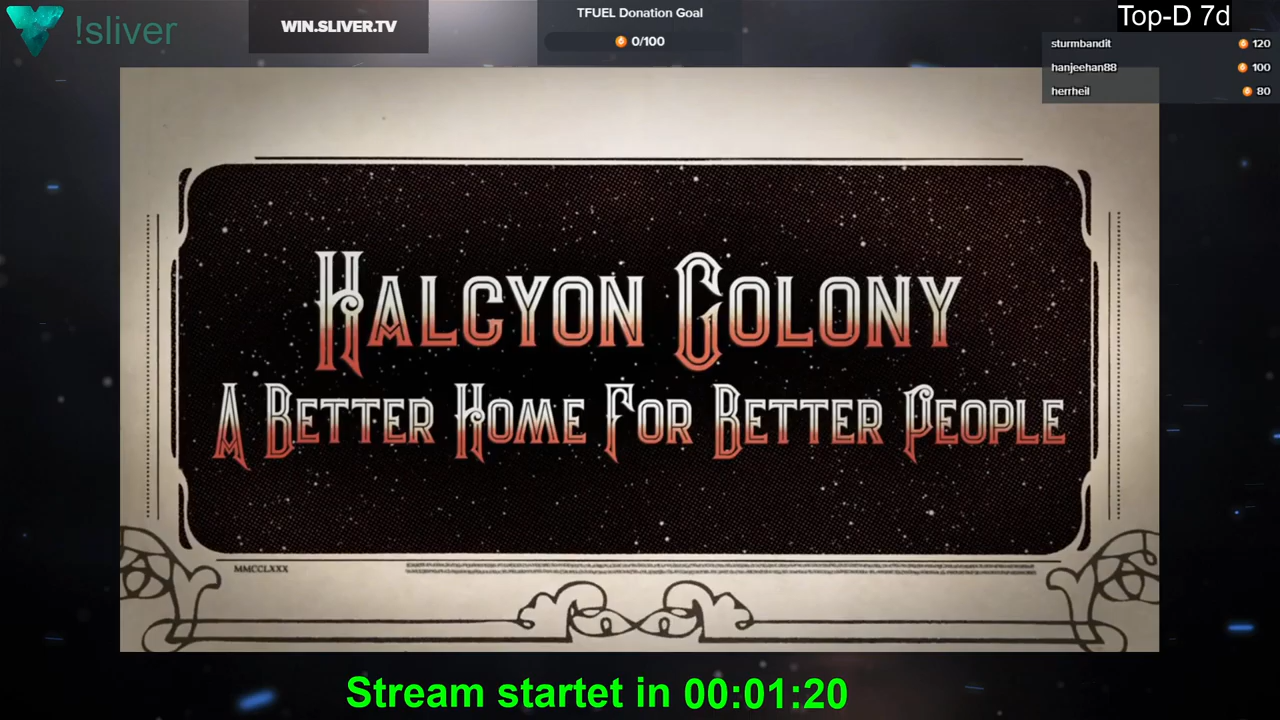 !sliver
WIN.SLIVER.TV
TFUEL Donation Goal
0/100
Top-D 7d
sturmbandit 120
hanjeehan88 100
herrheil 80
HALCYON COLONY
A BETTER HOME FOR BETTER PEOPLE
MMCCLXXX
Stream startet in 00:01:20